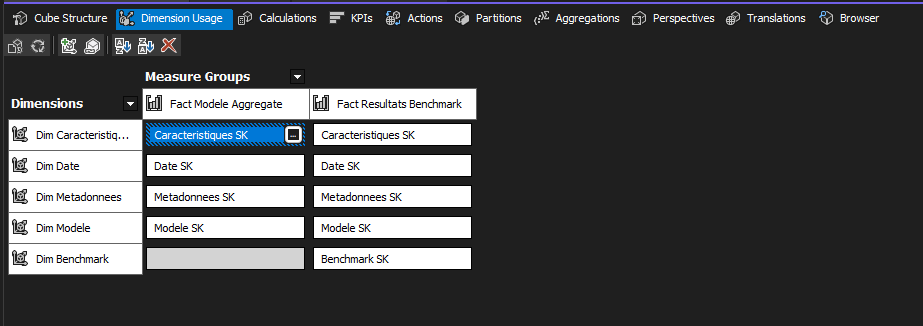 Cube Structure Dimension Usage Calculations KPIs Actions Partitions Aggregations Perspectives Translations Browser
Measure Groups
Dimensions Fact Modele Aggregate Fact Resultats Benchmark
Dim Caracteristiq... Caracteristiques SK ... Caracteristiques SK
Dim Date Date SK Date SK
Dim Metadonnees Metadonnees SK Metadonnees SK
Dim Modele Modele SK Modele SK
Dim Benchmark Benchmark SK